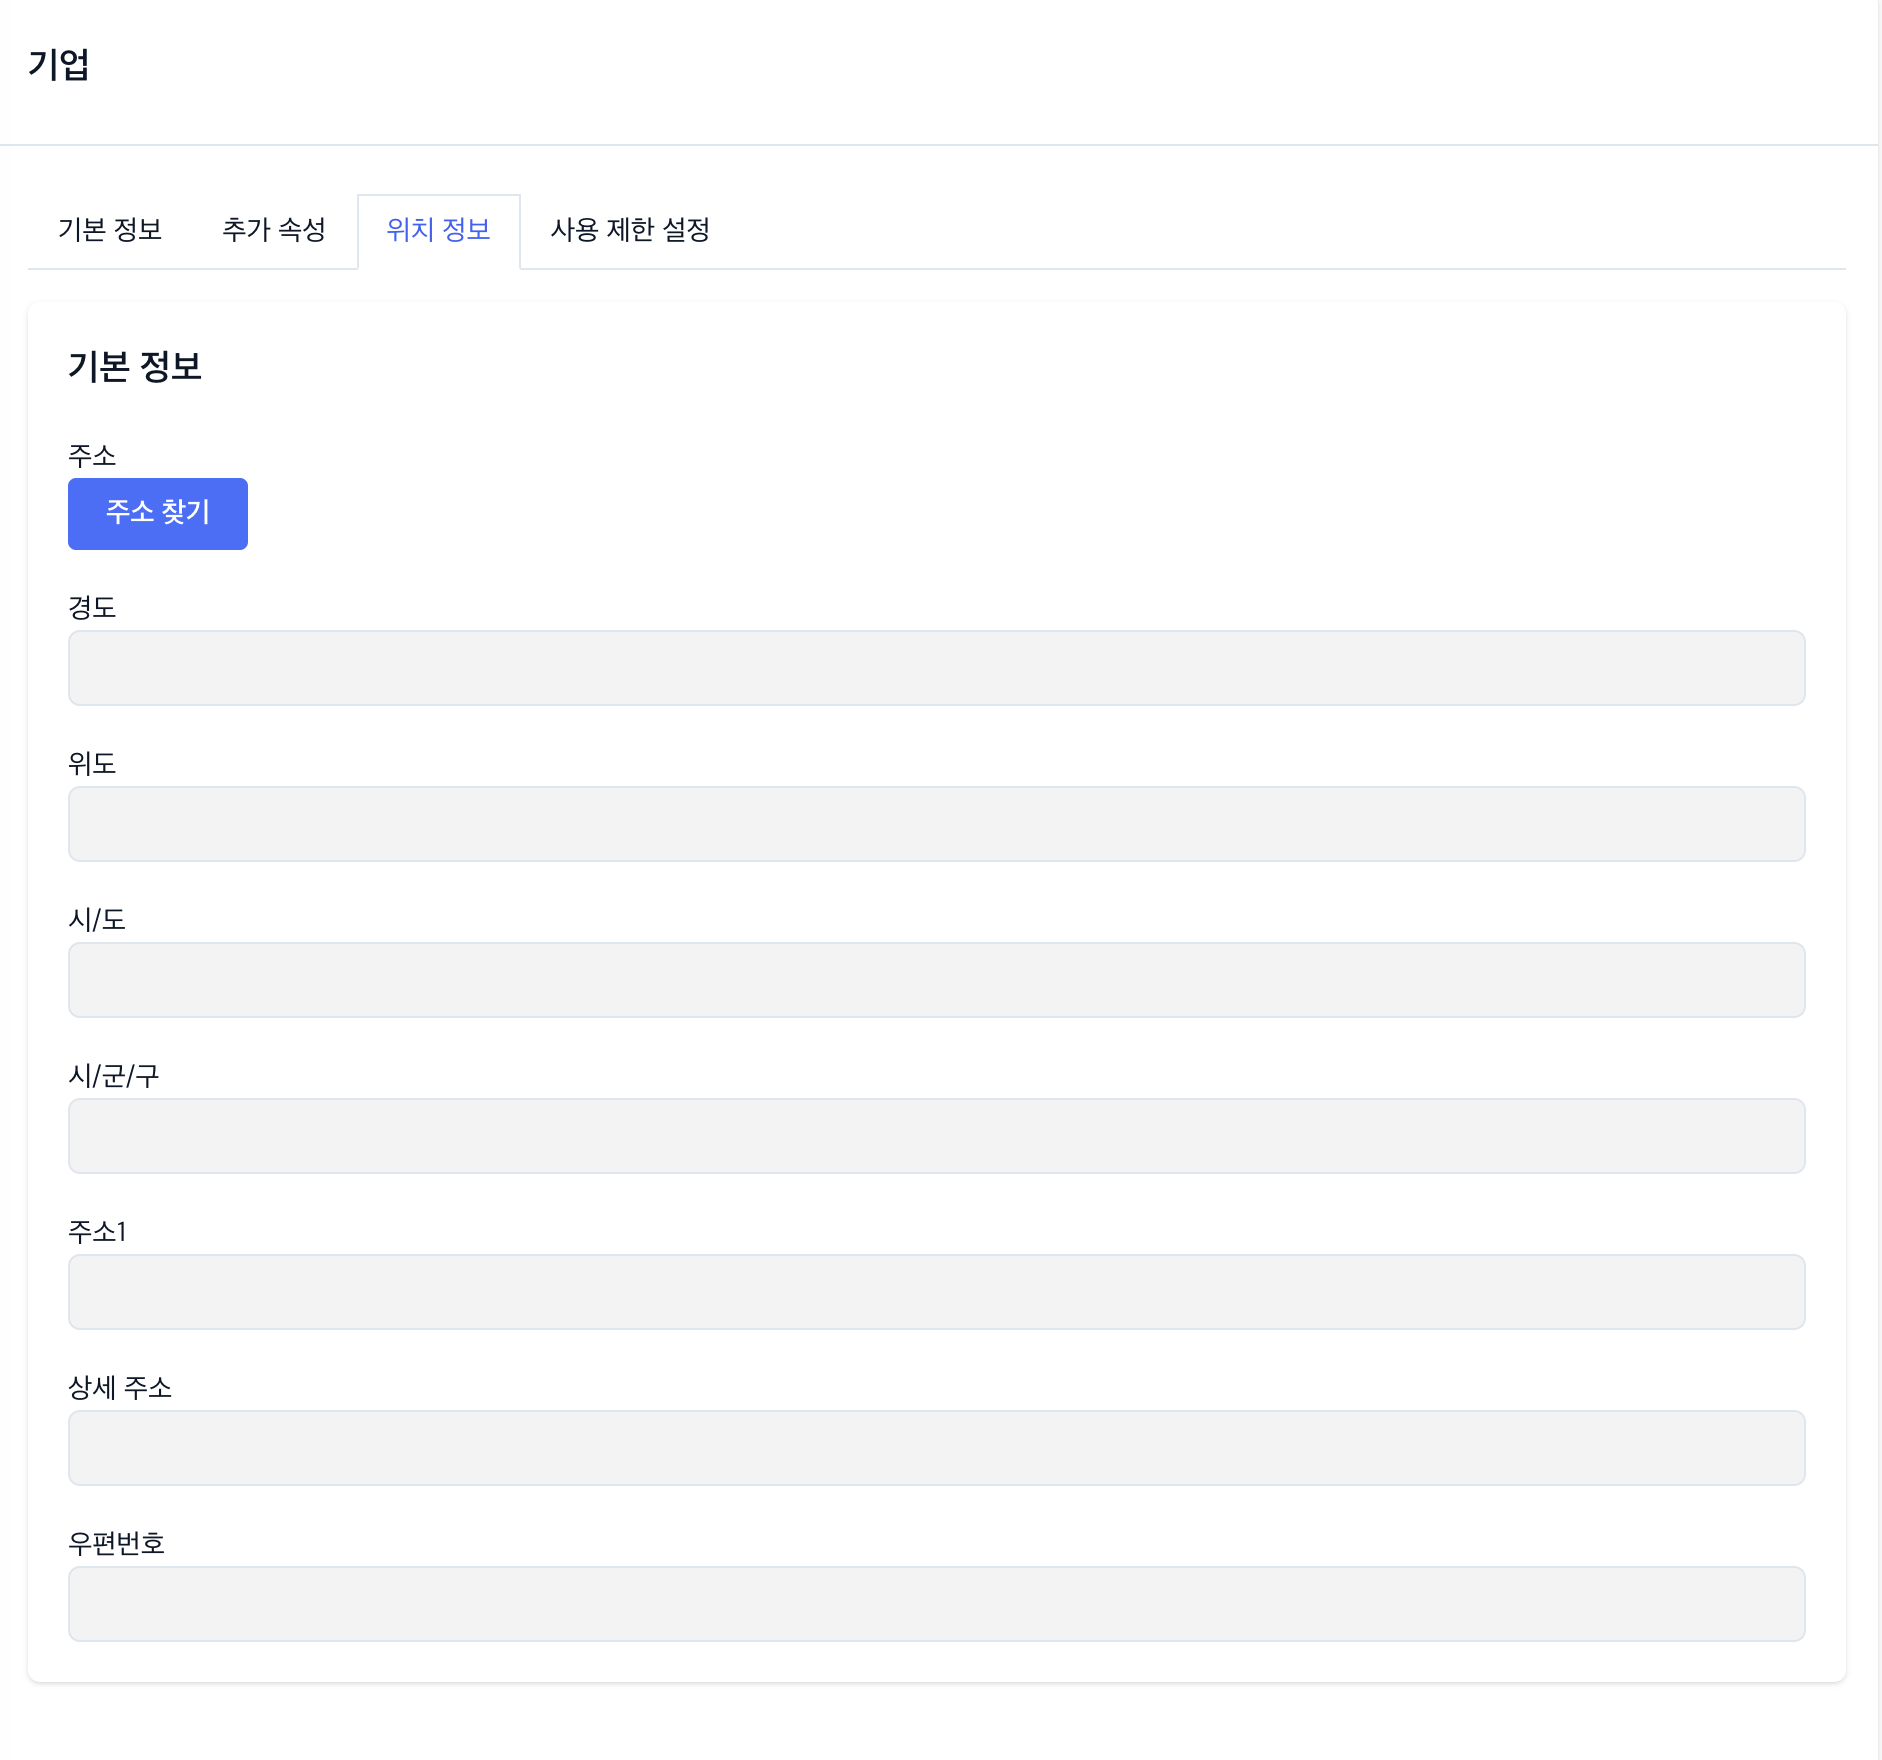 기업
기본 정보 추가 속성 위치 정보 사용 제한 설정
기본 정보
주소
주소 찾기
경도
위도
시/도
시/군/구
주소1
상세 주소
우편번호